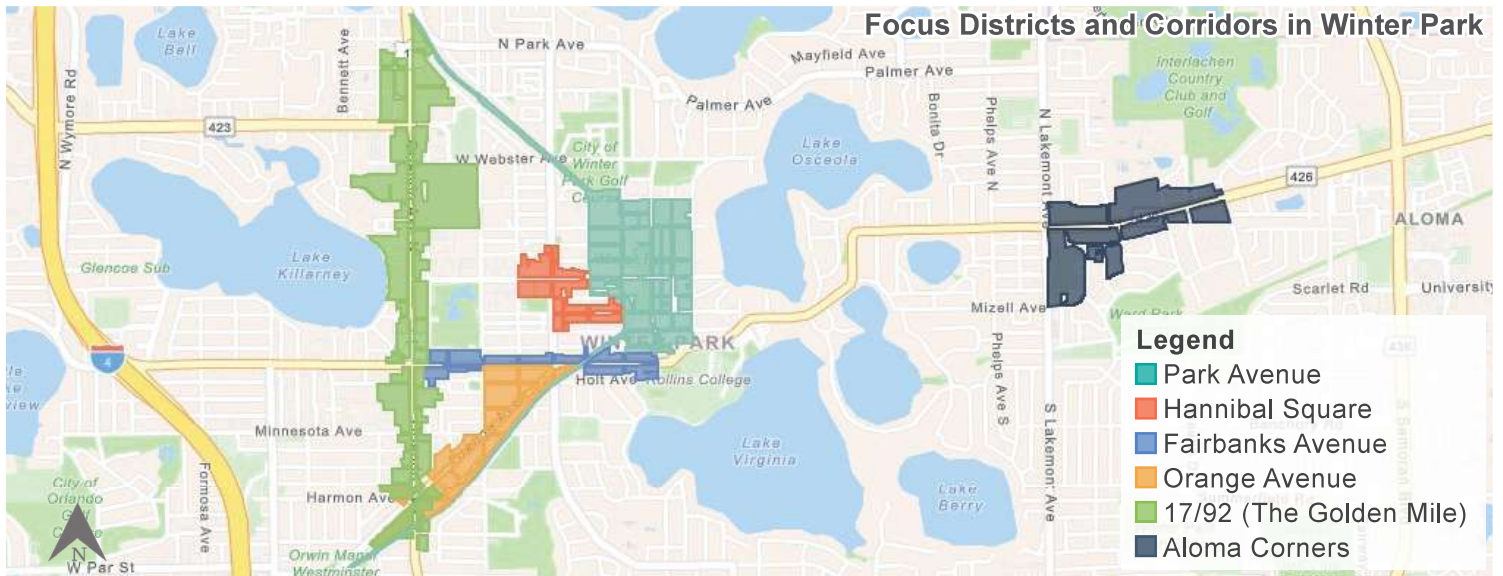 Focus Districts and Corridors in Winter Park
Lake
Bell
Bennett Ave
1
N Park Ave
Mayfield Ave
Palmer Ave
Palmer Ave
Interlachen
Country
Club and
Golf
N Wymore Rd
423
W Webster Ave
City of
Winter
Park Golf
Lake
Osceola
Bonita Dr
Phelps Ave N
N Lakemont Ave
426
ALOMA
Glencoe Sub
Lake
Killarney
Mizell Ave
Scarlet Rd
University
Ward Park
WINTER PARK
4
Holt Ave
Rollins College
Phelps Ave S
Minnesota Ave
Lake
Virginia
S Lakemont Ave
Formosa Ave
Harmon Ave
City of
Orlando
Golf
Lake
Berry
N
W Par St
Orwin Manor
Westminster
Legend
Park Avenue
Hannibal Square
Fairbanks Avenue
Orange Avenue
17/92 (The Golden Mile)
Aloma Corners